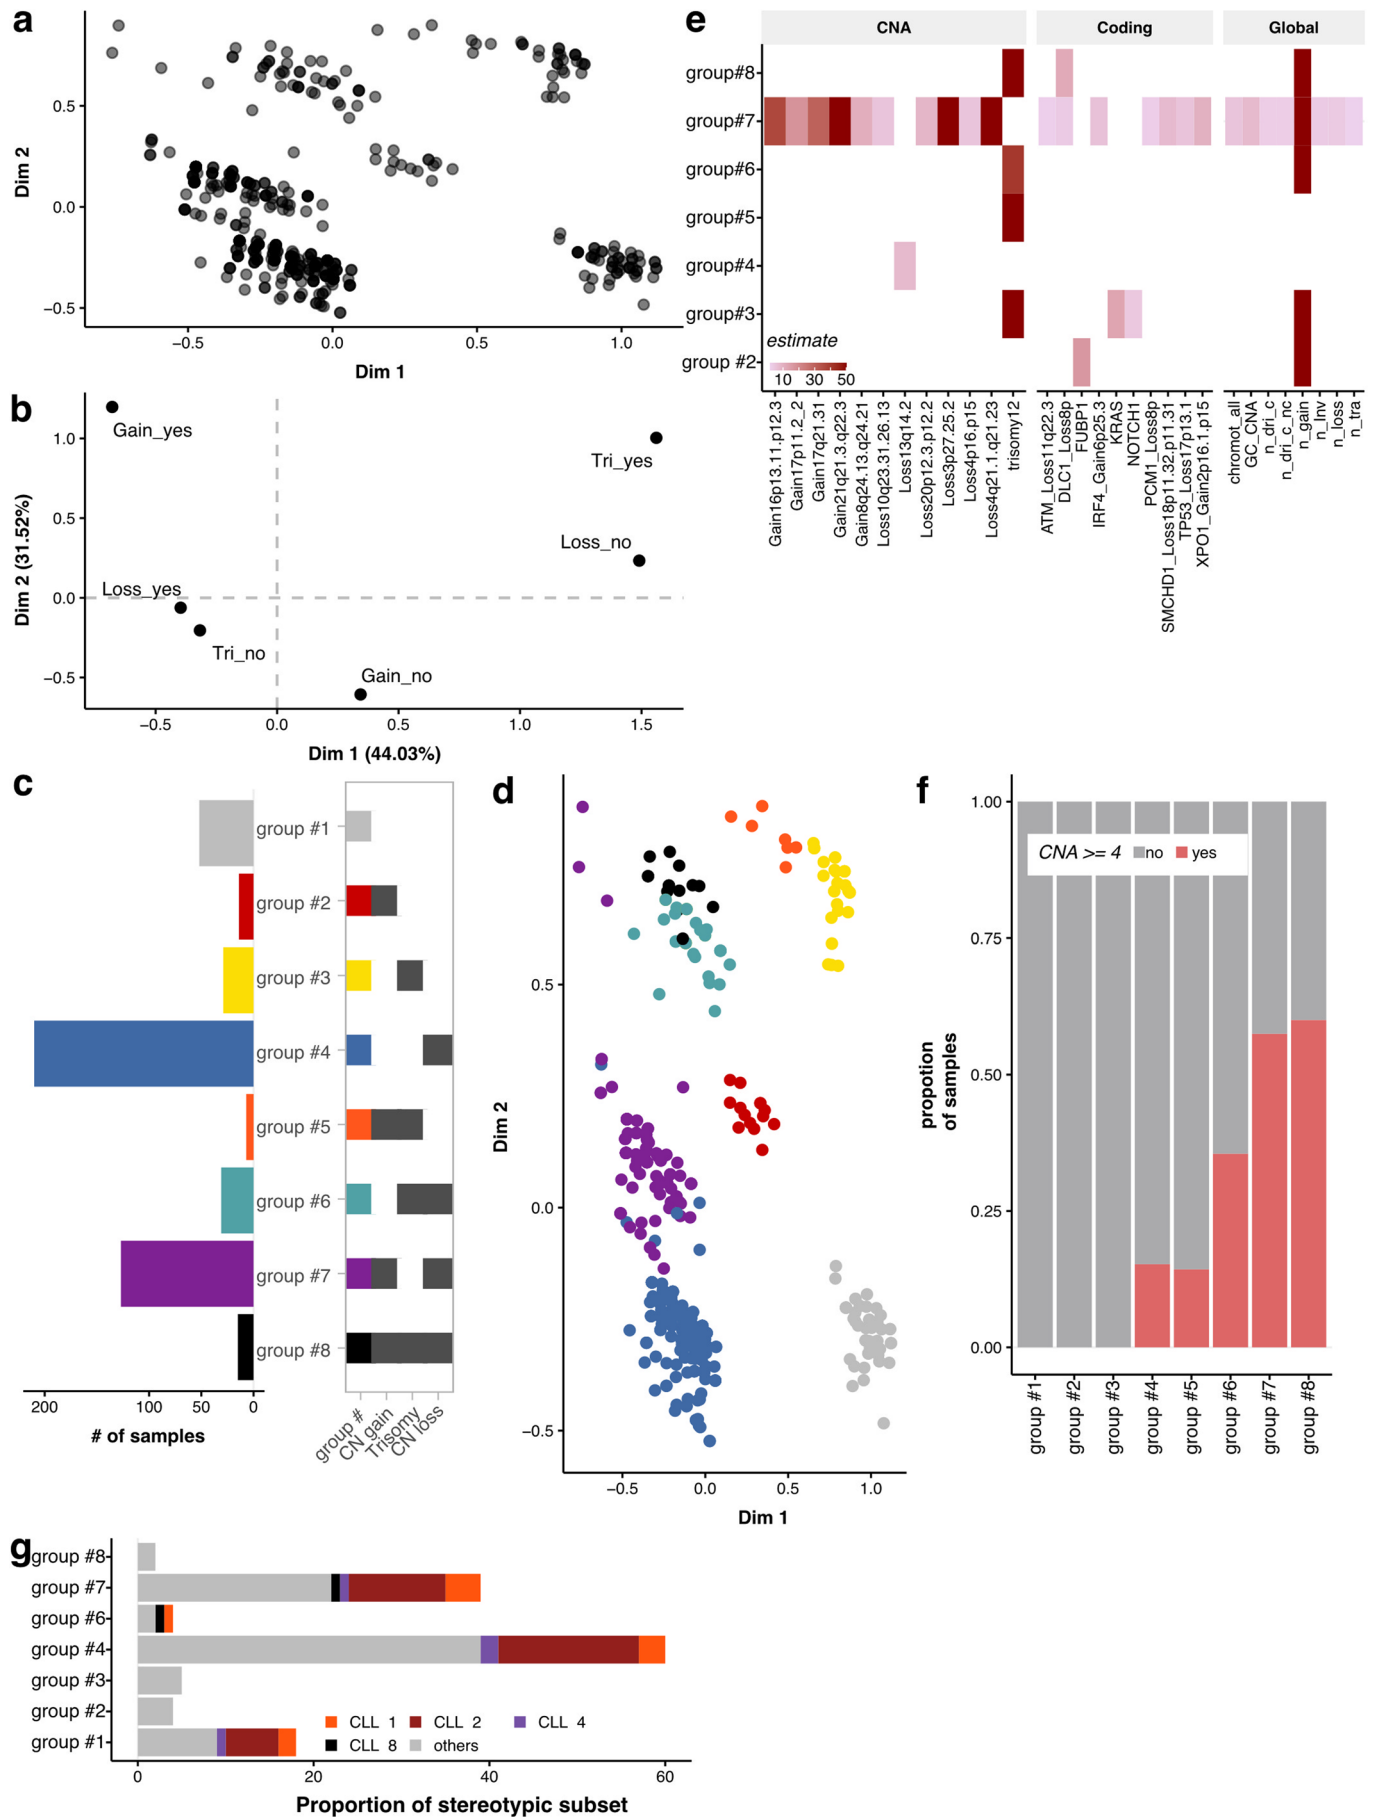 a
Dim 2
0.5
0.0
−0.5
−0.5
0.0
0.5
1.0
Dim 1
b
Dim 2 (31.52%)
1.0
0.5
0.0
−0.5
Gain_yes
Tri_yes
Loss_no
Loss_yes
Tri_no
Gain_no
−0.5
0.0
0.5
1.0
1.5
Dim 1 (44.03%)
e
CNA
Coding
Global
group#8
group#7
group#6
group#5
group#4
group#3
group #2
estimate
10 30 50
Gain16p13.11.p12.3
Gain17p11.2_2
Gain17q21.31
Gain21q21.3.q22.3
Gain8q24.13.q24.21
Loss10q23.31.26.13
Loss13q14.2
Loss20p12.3.p12.2
Loss3p27.25.2
Loss4p16.p15
Loss4q21.1.q21.23
trisomy12
ATM_Loss11q22.3
DLC1_Loss8p
FUBP1
IRF4_Gain6p25.3
KRAS
NOTCH1
PCM1_Loss8p
SMCHD1_Loss18p11.32.p11.31
TP53_Loss17p13.1
XPO1_Gain2p16.1.p15
chromot_all
GC_CNA
n_dri_c
n_dri_c_nc
n_gain
n_Inv
n_loss
n_tra
c
group #1
group #2
group #3
group #4
group #5
group #6
group #7
group #8
200
100
50
0
# of samples
group #
CN gain
Trisomy
CN loss
d
Dim 2
0.5
0.0
−0.5
−0.5
0.0
0.5
1.0
Dim 1
f
propotion
of samples
1.00
0.75
0.50
0.25
0.00
CNA >= 4 no yes
group #1
group #2
group #3
group #4
group #5
group #6
group #7
group #8
g
group #8
group #7
group #6
group #4
group #3
group #2
group #1
CLL 1 CLL 2 CLL 4
CLL 8 others
0
20
40
60
Proportion of stereotypic subset